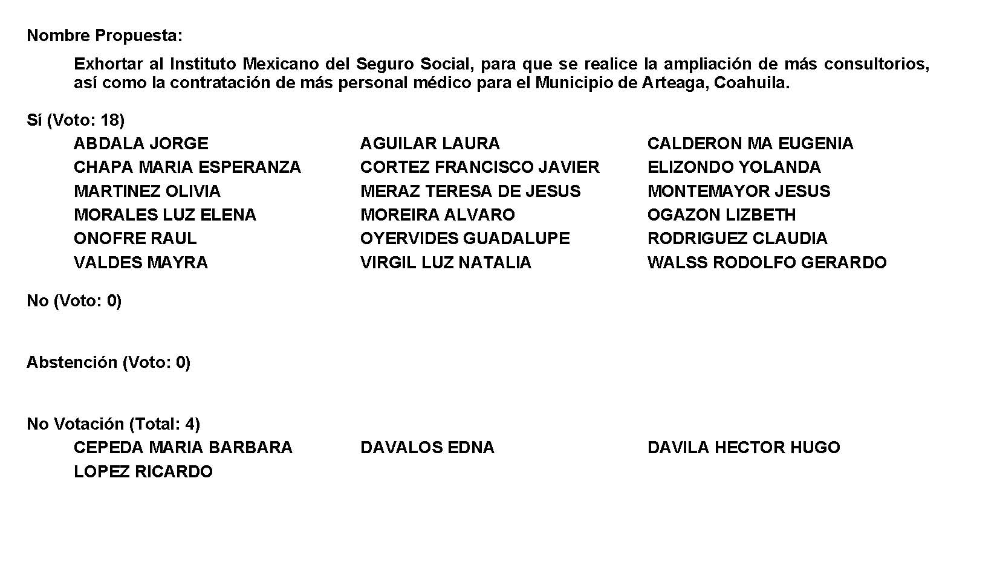 Nombre Propuesta:
Exhortar al Instituto Mexicano del Seguro Social, para que se realice la ampliación de más consultorios,
así como la contratación de más personal médico para el Municipio de Arteaga, Coahuila.
Sí (Voto: 18)
ABDALA JORGE AGUILAR LAURA CALDERON MA EUGENIA
CHAPA MARIA ESPERANZA CORTEZ FRANCISCO JAVIER ELIZONDO YOLANDA
MARTINEZ OLIVIA MERAZ TERESA DE JESUS MONTEMAYOR JESUS
MORALES LUZ ELENA MOREIRA ALVARO OGAZON LIZBETH
ONOFRE RAUL OYERVIDES GUADALUPE RODRIGUEZ CLAUDIA
VALDES MAYRA VIRGIL LUZ NATALIA WALSS RODOLFO GERARDO
No (Voto: 0)
Abstención (Voto: 0)
No Votación (Total: 4)
CEPEDA MARIA BARBARA DAVALOS EDNA DAVILA HECTOR HUGO
LOPEZ RICARDO